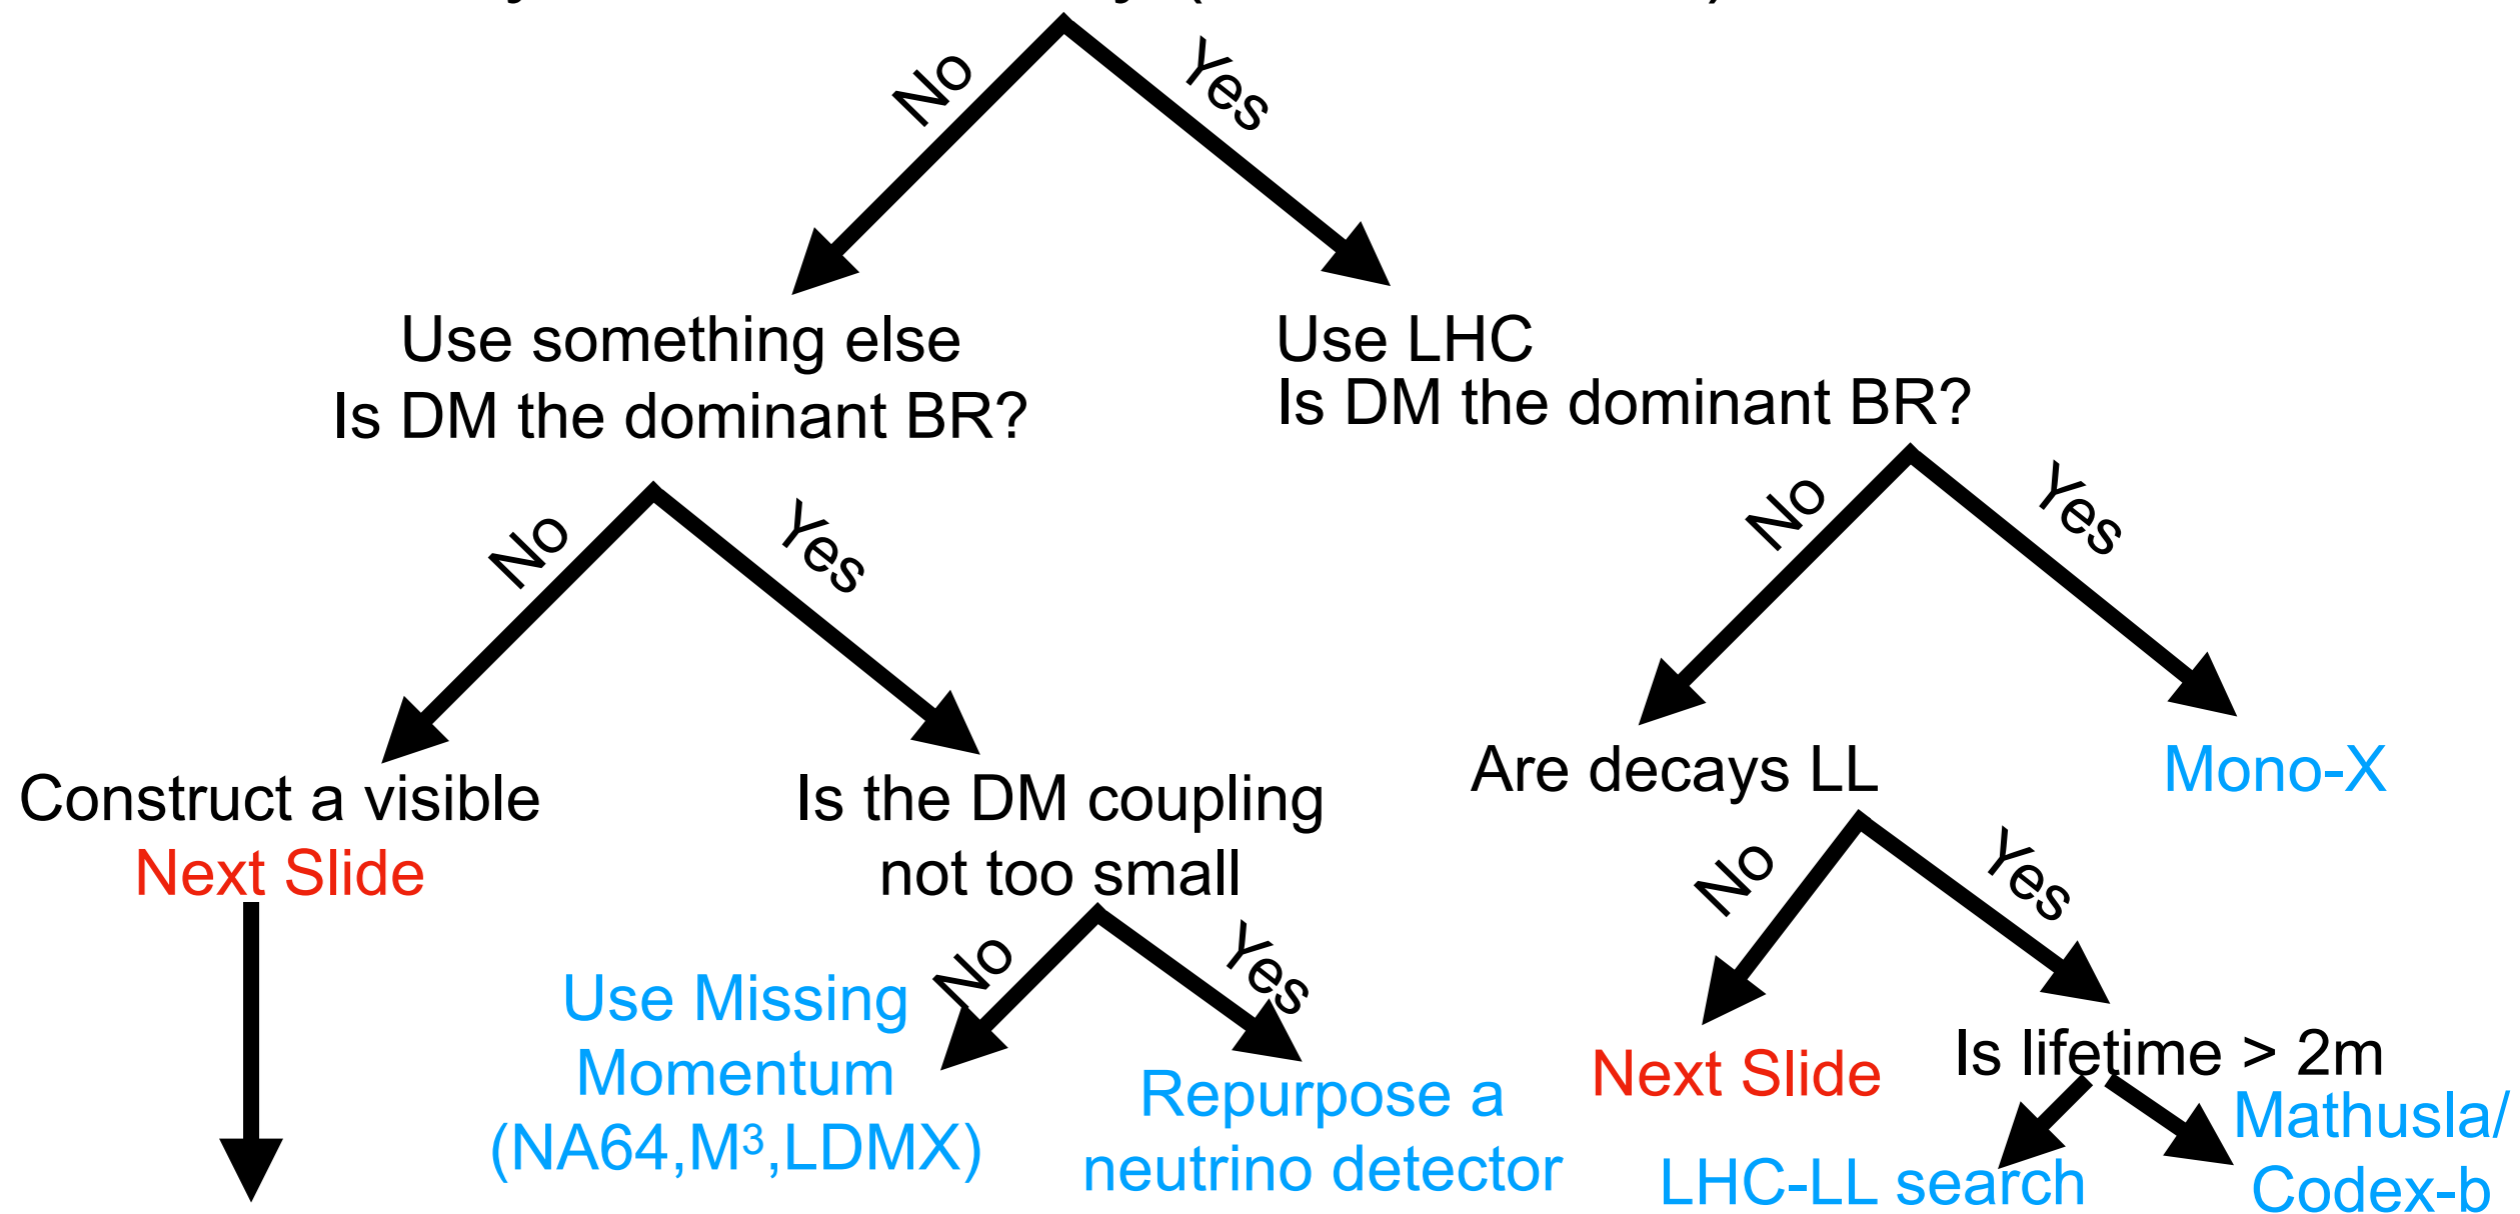 No
Yes
Use something else
Is DM the dominant BR?
Use LHC
Is DM the dominant BR?
No
Yes
No
Yes
Construct a visible
Next Slide
Is the DM coupling
not too small
Are decays LL
Mono-X
No
Yes
No
Yes
Use Missing
Momentum
(NA64,M³,LDMX)
Repurpose a
neutrino detector
Next Slide
Is lifetime > 2m
LHC-LL search
Mathusla/
Codex-b